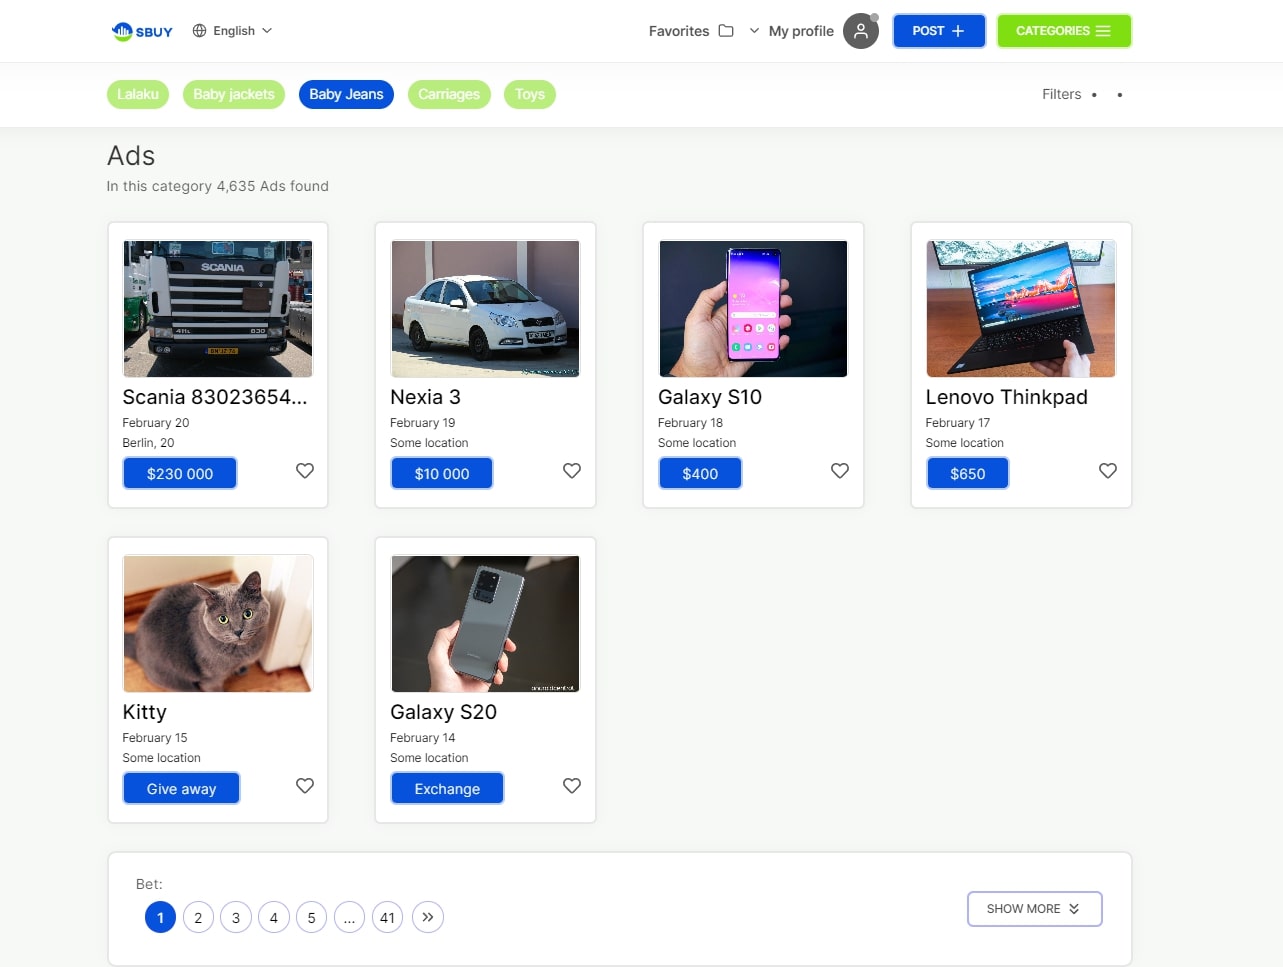 SBUY English Favorites My profile POST CATEGORIES
Lalaku Baby jackets Baby Jeans Carriages Toys Filters
Ads
In this category 4,635 Ads found
SCANIA
Scania 83023654...
February 20
Berlin, 20
$230 000
Nexia 3
February 19
Some location
$10 000
Galaxy S10
February 18
Some location
$400
Lenovo Thinkpad
February 17
Some location
$650
Kitty
February 15
Some location
Give away
androidcentral
Galaxy S20
February 14
Some location
Exchange
Bet:
1 2 3 4 5 ... 41 »
SHOW MORE